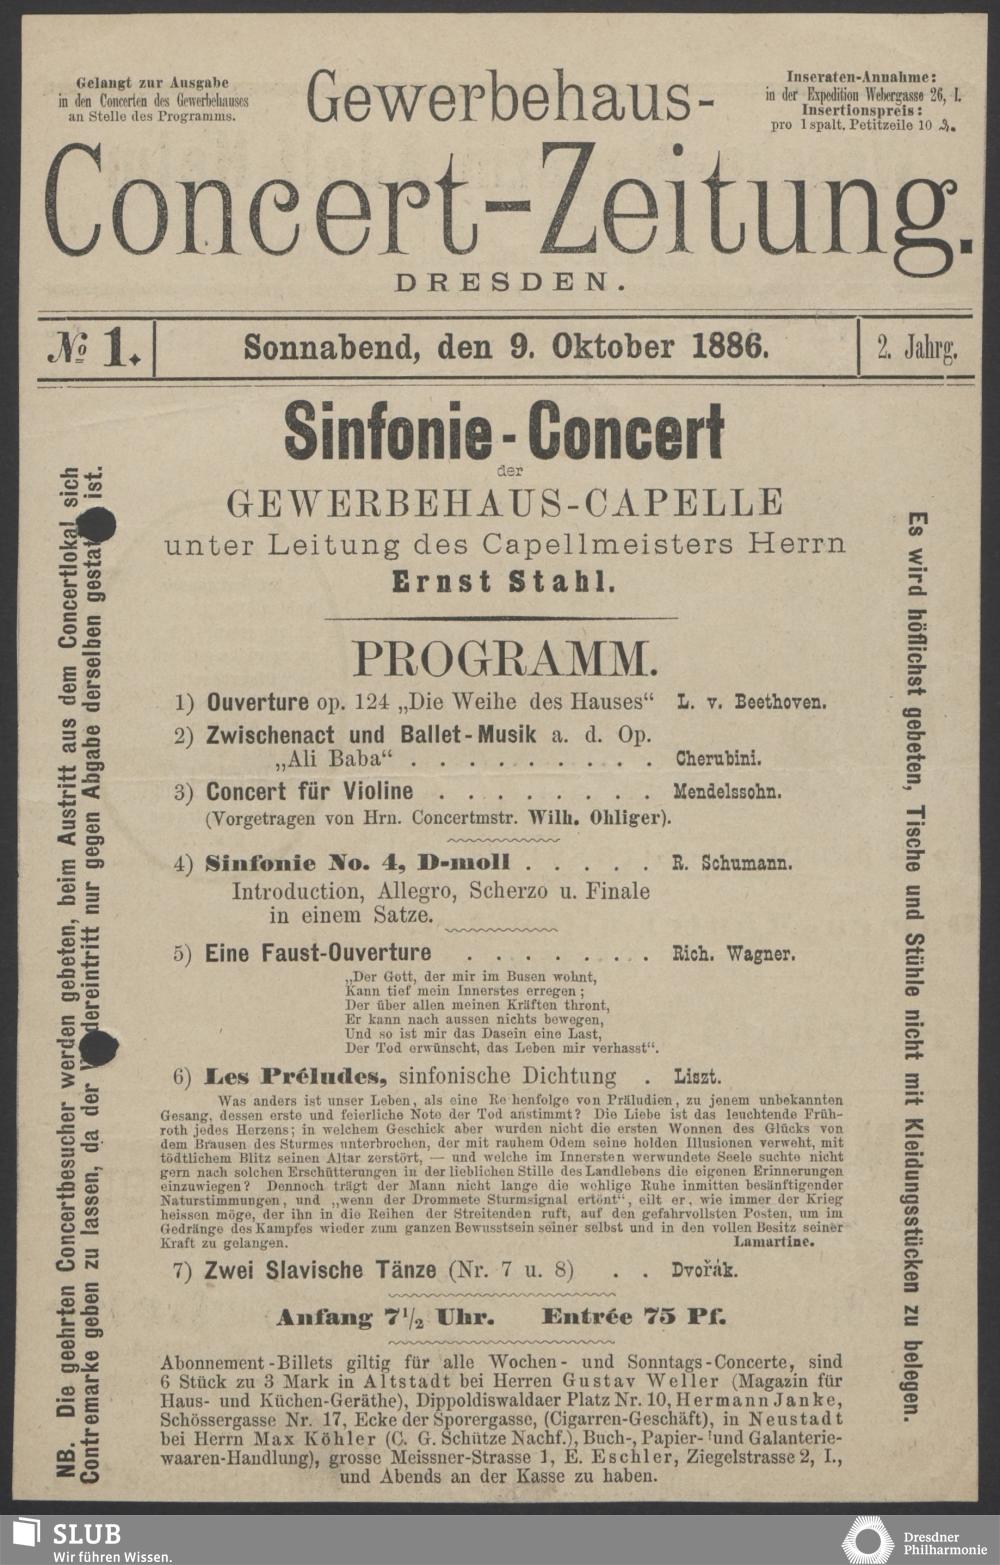 Gelangt zur Ausgabe
in den Concerten des Gewerbehauses
an Stelle des Programms.
Gewerbehaus-
Inseraten-Annahme:
in der Expedition Webergasse 26, I.
Insertionspreis:
pro 1spalt. Petitzeile 10 ₰.
Concert-Zeitung.
DRESDEN.
№ 1.
Sonnabend, den 9. Oktober 1886.
2. Jahrg.
Sinfonie-Concert
der
GEWERBEHAUS-CAPELLE
unter Leitung des Capellmeisters Herrn
Ernst Stahl.
PROGRAMM.
1) Ouverture op. 124 „Die Weihe des Hauses“ L. v. Beethoven.
2) Zwischenact und Ballet-Musik a. d. Op.
„Ali Baba“ . . . . . . . . . Cherubini.
3) Concert für Violine . . . . . . . . Mendelssohn.
(Vorgetragen von Hrn. Concertmstr. Wilh. Ohliger).
4) Sinfonie No. 4, D-moll . . . . . R. Schumann.
Introduction, Allegro, Scherzo u. Finale
in einem Satze.
5) Eine Faust-Ouverture . . . . . . . Rich. Wagner.
„Der Gott, der mir im Busen wohnt,
Kann tief mein Innerstes erregen;
Der über allen meinen Kräften thront,
Er kann nach aussen nichts bewegen,
Und so ist mir das Dasein eine Last,
Der Tod erwünscht, das Leben mir verhasst“.
6) Les Préludes, sinfonische Dichtung . Liszt.
Was anders ist unser Leben, als eine Re henfolge von Präludien, zu jenem unbekannten
Gesang, dessen erste und feierliche Note der Tod anstimmt? Die Liebe ist das leuchtende Früh-
roth jedes Herzens; in welchem Geschick aber wurden nicht die ersten Wonnen des Glücks von
dem Brausen des Sturmes unterbrochen, der mit rauhem Odem seine holden Illusionen verweht, mit
tödtlichem Blitz seinen Altar zerstört, — und welche im Innersten verwundete Seele suchte nicht
gern nach solchen Erschütterungen in der lieblichen Stille des Landlebens die eigenen Erinnerungen
einzuwiegen? Dennoch trägt der Mann nicht lange die wohlige Ruhe inmitten besänftigender
Naturstimmungen, und „wenn der Drommete Sturmsignal ertönt“, eilt er, wie immer der Krieg
heissen möge, der ihn in die Reihen der Streitenden ruft, auf den gefahrvollsten Posten, um im
Gedränge des Kampfes wieder zum ganzen Bewusstsein seiner selbst und in den vollen Besitz seiner
Kraft zu gelangen. Lamartine.
7) Zwei Slavische Tänze (Nr. 7 u. 8) . . Dvořák.
Anfang 7 1/2 Uhr. Entrée 75 Pf.
Abonnement-Billets giltig für alle Wochen- und Sonntags-Concerte, sind
6 Stück zu 3 Mark in Altstadt bei Herren Gustav Weller (Magazin für
Haus- und Küchen-Geräthe), Dippoldiswaldaer Platz Nr. 10, Hermann Janke,
Schössergasse Nr. 17, Ecke der Sporergasse, (Cigarren-Geschäft), in Neustadt
bei Herrn Max Köhler (C. G. Schütze Nachf.), Buch-, Papier- und Galanterie-
waaren-Handlung), grosse Meissner-Strasse 1, E. Eschler, Ziegelstrasse 2, I.,
und Abends an der Kasse zu haben.
NB. Die geehrten Concertbesucher werden gebeten, beim Austritt aus dem Concertlokal sich
Contremarke geben zu lassen, da der W dereintritt nur gegen Abgabe derselben gestat ist.
Es wird höflichst gebeten, Tische und Stühle nicht mit Kleidungsstücken zu belegen.
SLUB
Wir führen Wissen.
Dresdner
Philharmonie